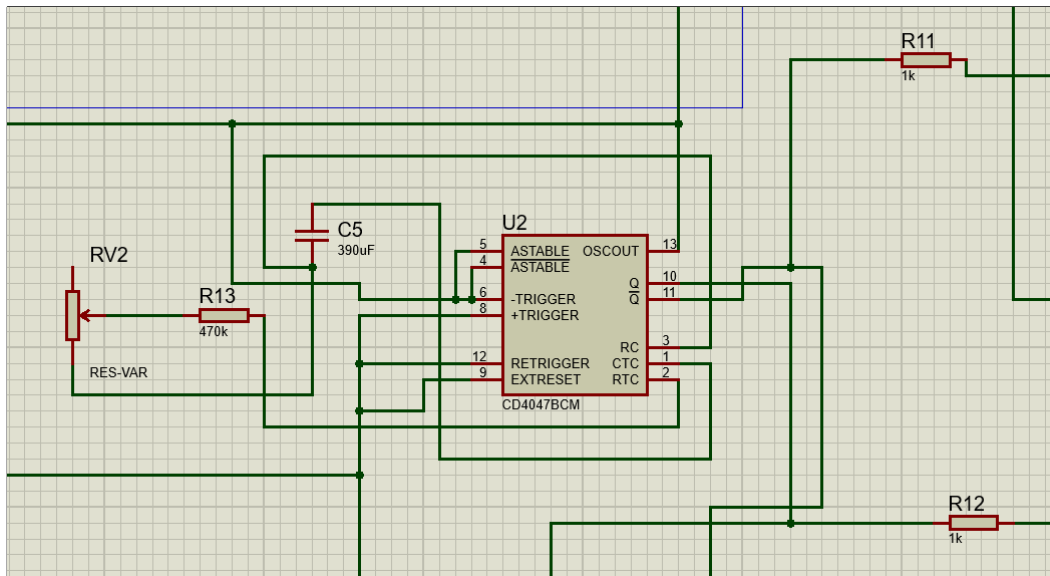 R11
1k
U2
C5
390uF
RV2
5 ASTABLE OSCOUT 13
4 ASTABLE
Q 10
R13
6 -TRIGGER Q 11
8 +TRIGGER
470k
RC 3
12 RETRIGGER CTC 1
RES-VAR
9 EXTRESET RTC 2
CD4047BCM
R12
1k